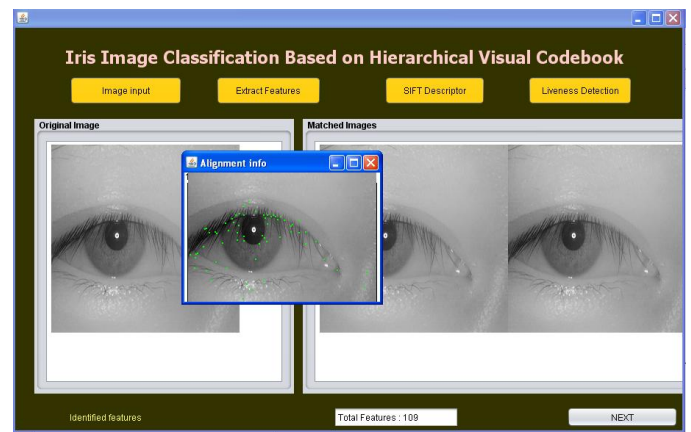 Iris Image Classification Based on Hierarchical Visual Codebook
Image input
Extract Features
SIFT Descriptor
Liveness Detection
Original Image
Matched Images
Alignment info
Identified features
Total Features : 109
NEXT